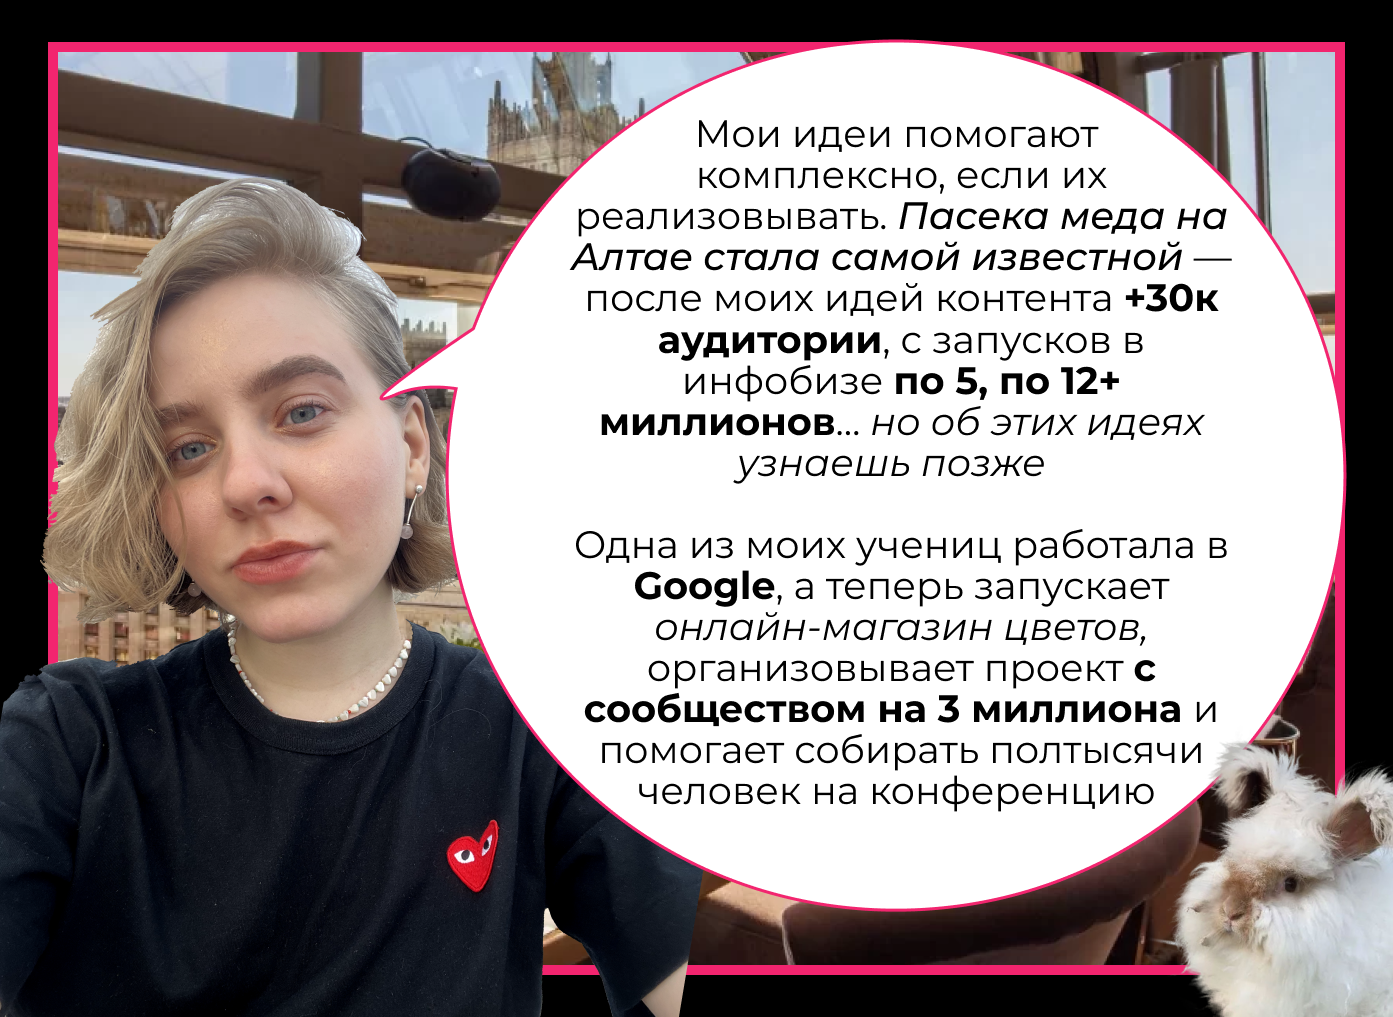 Мои идеи помогают
комплексно, если их
реализовывать. Пасека меда на
Алтае стала самой известной —
после моих идей контента +30к
аудитории, с запусков в
инфобизе по 5, по 12+
миллионов... но об этих идеях
узнаешь позже
Одна из моих учениц работала в
Google, а теперь запускает
онлайн-магазин цветов,
организовывает проект с
сообществом на 3 миллиона и
помогает собирать полтысячи
человек на конференцию